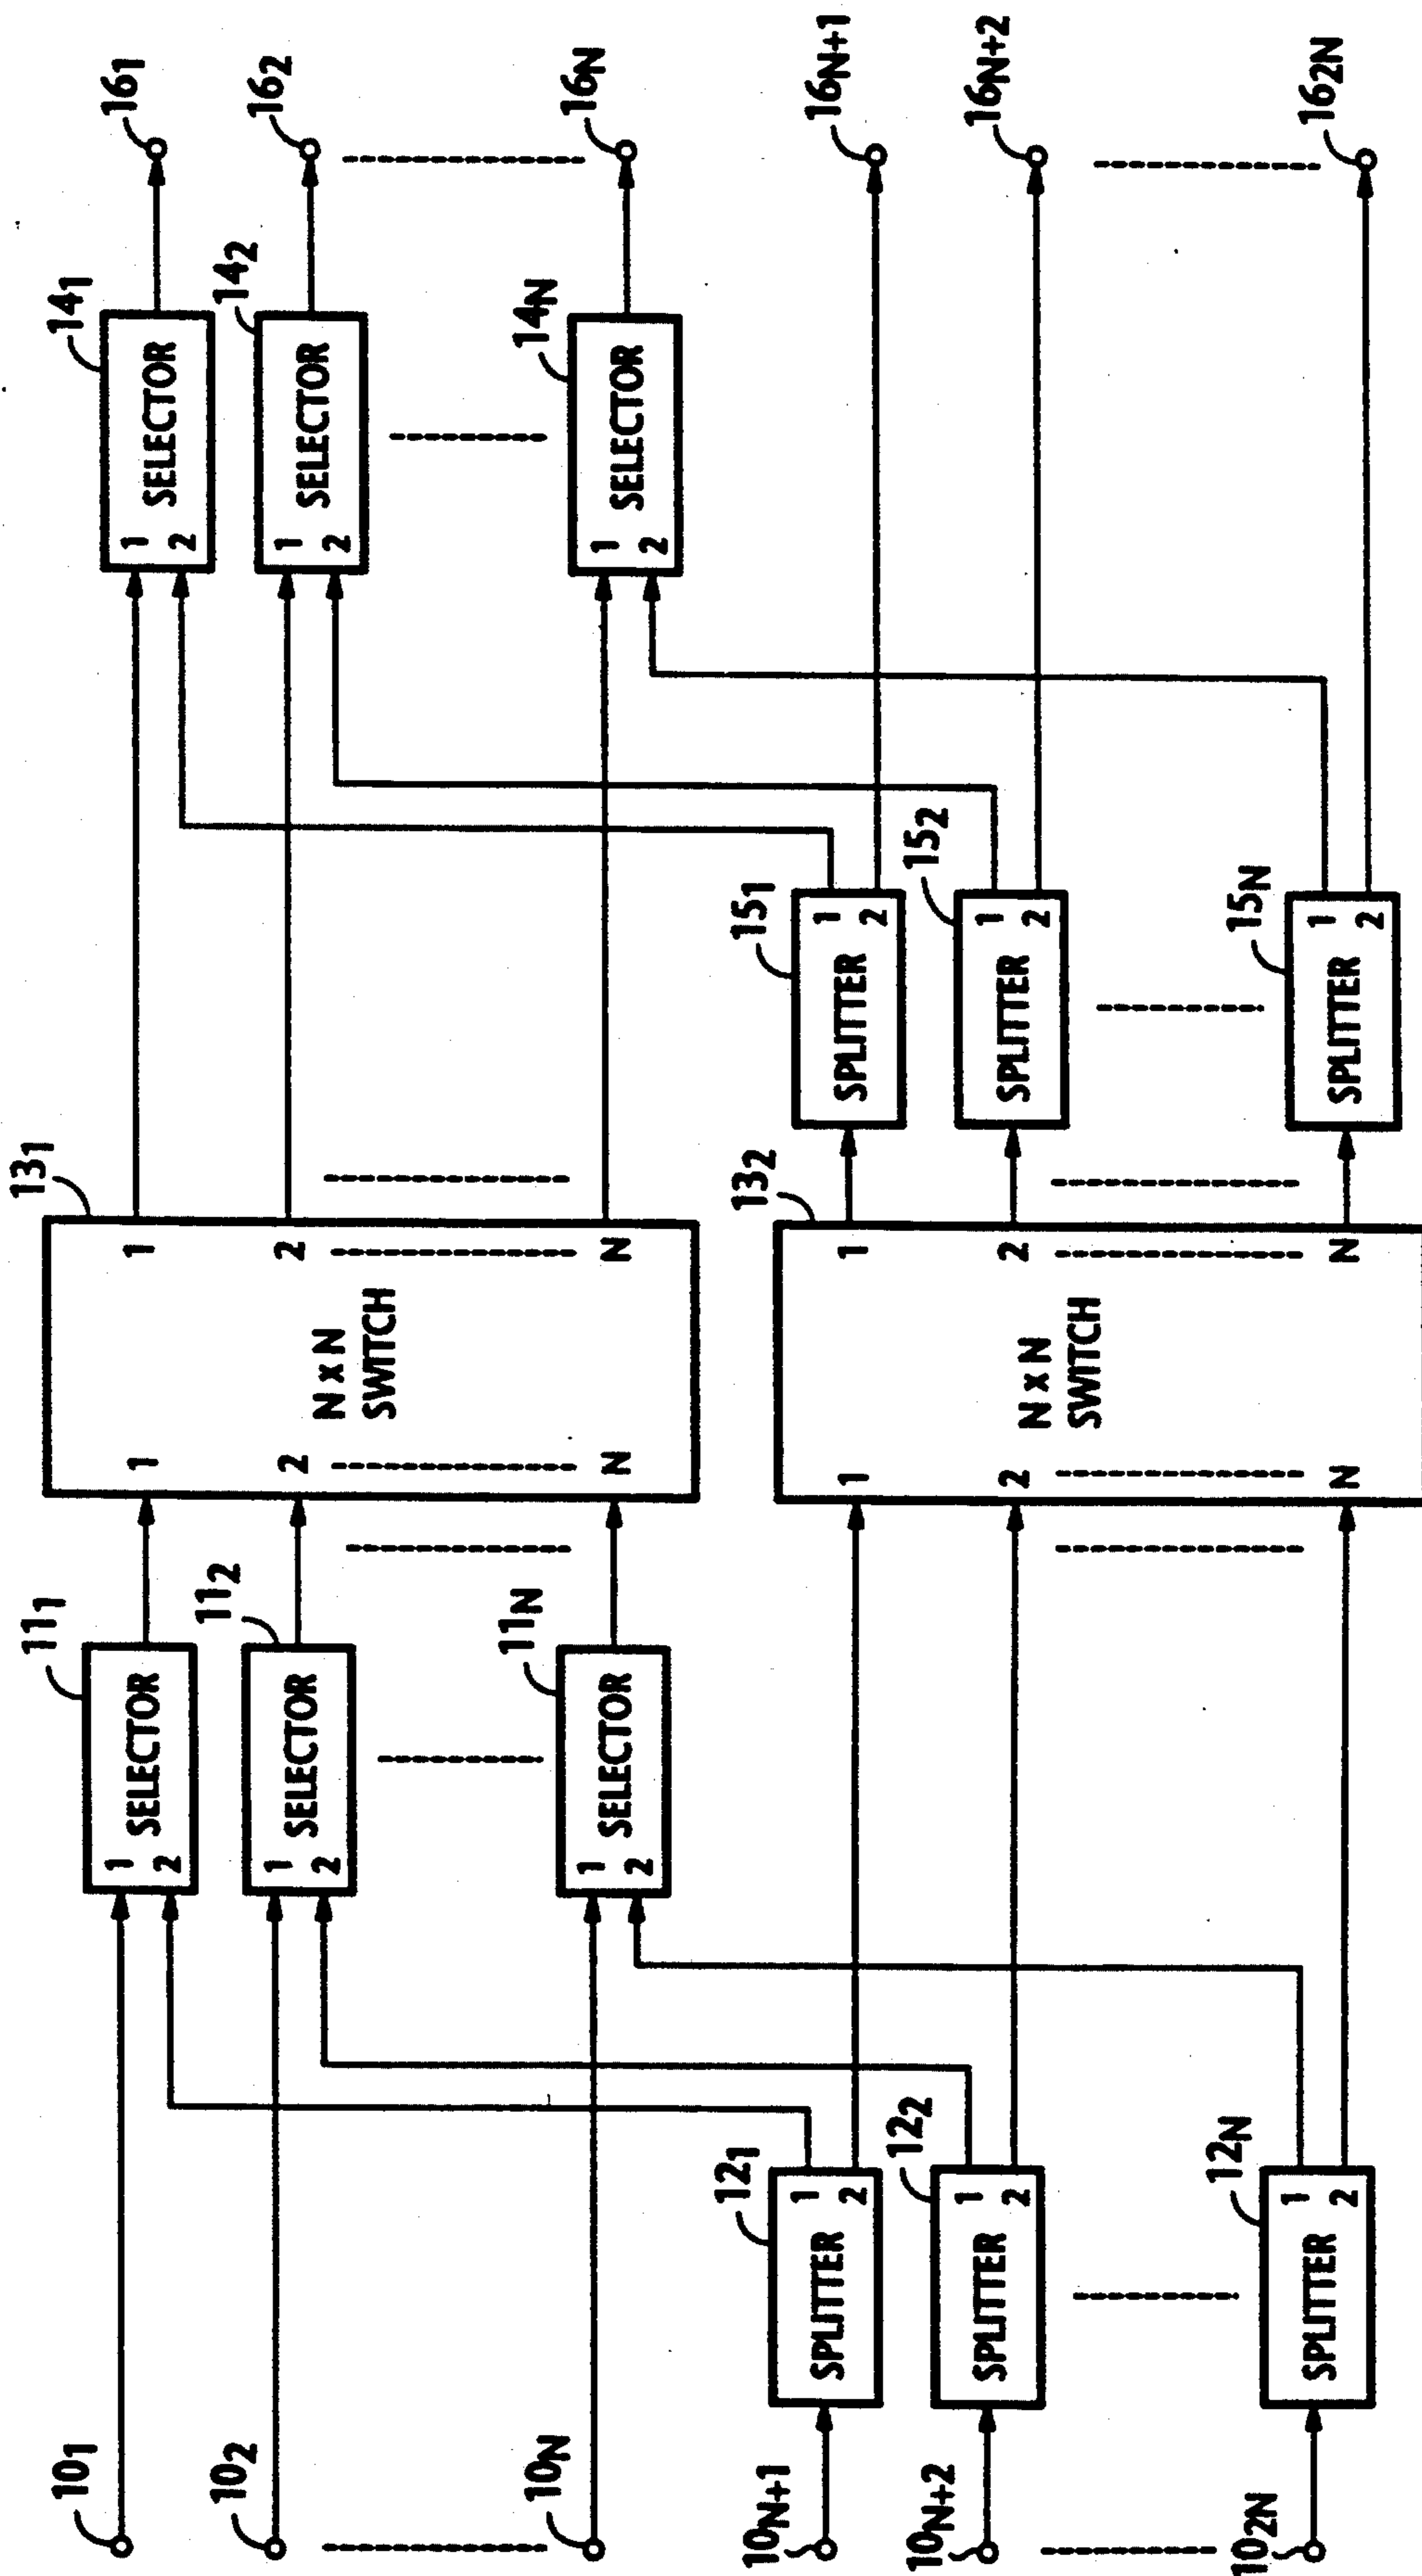 10₁
10₂
10N
10N+1
10N+2
102N
11₁
1 SELECTOR
2
11₂
1 SELECTOR
2
11N
1 SELECTOR
2
12₁
SPLITTER 1
2
12₂
SPLITTER 1
2
12N
SPLITTER 1
2
13₁
1 1
2 2
N x N
SWITCH
N N
13₂
1 1
2 2
N x N
SWITCH
N N
14₁
1 SELECTOR
2
14₂
1 SELECTOR
2
14N
1 SELECTOR
2
15₁
SPLITTER 1
2
15₂
SPLITTER 1
2
15N
SPLITTER 1
2
16₁
16₂
16N
16N+1
16N+2
162N